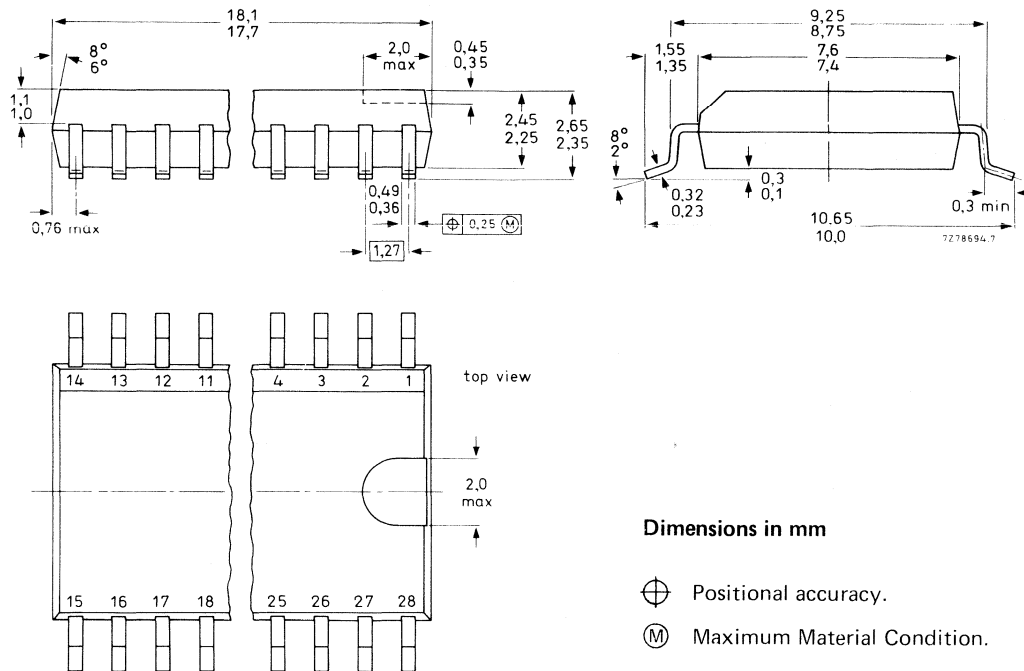 18,1
17,7
8°
6°
2,0
max
0,45
0,35
1,1
1,0
2,45
2,25
2,65
2,35
0,49
0,36
0,76 max
⌖ 0,25 Ⓜ
1,27
9,25
8,75
1,55
1,35
7,6
7,4
8°
2°
0,32
0,23
0,3
0,1
0,3 min
10,65
10,0
7Z78694.7
14 13 12 11 4 3 2 1
top view
2,0
max
15 16 17 18 25 26 27 28
Dimensions in mm
⌖ Positional accuracy.
Ⓜ Maximum Material Condition.